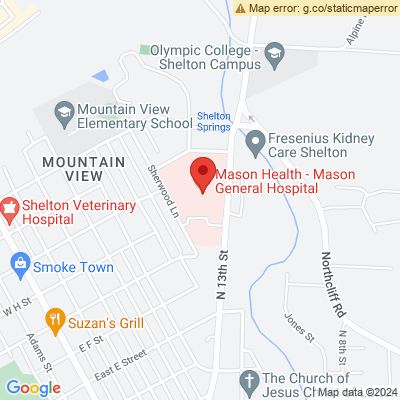 Map error: g.co/staticmaperror
Alpine
Olympic College -
Shelton Campus
Mountain View
Elementary School
Shelton
Springs
Fresenius Kidney
Care Shelton
MOUNTAIN
VIEW
Sherwood Ln
Mason Health - Mason
General Hospital
Shelton Veterinary
Hospital
Smoke Town
N 13th St
Northcliff Rd
W H St
Suzan's Grill
Jones St
N 8th St
Adams St
E F St
East E Street
The Church of
Jesus Ch
Google
Map data ©2024